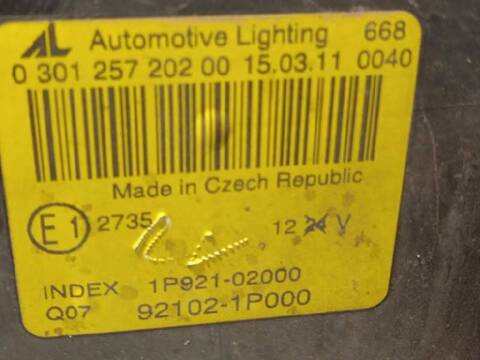 AL Automotive Lighting 668
0 301 257 202 00 15.03.11 0040
Made in Czech Republic
E1 2735 12 24 V
INDEX 1P921-02000
Q07 92102-1P000